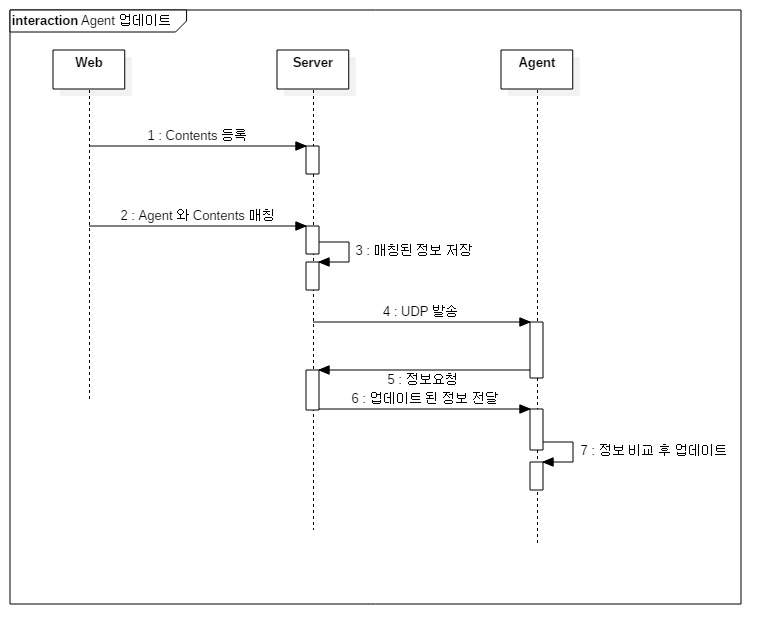 interaction Agent 업데이트
Web
Server
Agent
1 : Contents 등록
2 : Agent 와 Contents 매칭
3 : 매칭된 정보 저장
4 : UDP 발송
5 : 정보요청
6 : 업데이트 된 정보 전달
7 : 정보 비교 후 업데이트